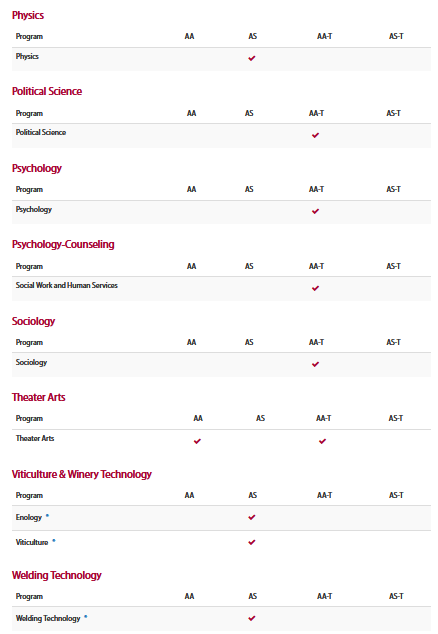 Physics
Program AA AS AA-T AS-T
Physics ✔
Political Science
Program AA AS AA-T AS-T
Political Science ✔
Psychology
Program AA AS AA-T AS-T
Psychology ✔
Psychology-Counseling
Program AA AS AA-T AS-T
Social Work and Human Services ✔
Sociology
Program AA AS AA-T AS-T
Sociology ✔
Theater Arts
Program AA AS AA-T AS-T
Theater Arts ✔ ✔
Viticulture & Winery Technology
Program AA AS AA-T AS-T
Enology * ✔
Viticulture * ✔
Welding Technology
Program AA AS AA-T AS-T
Welding Technology * ✔